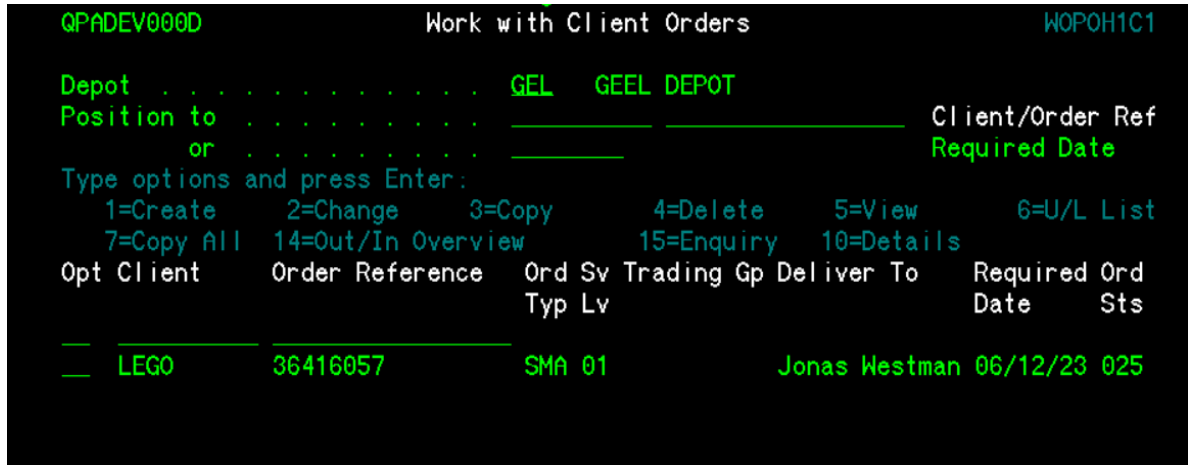 QPADEV000D Work with Client Orders WOPOH1C1
Depot . . . . . . . . . . . . GEL GEEL DEPOT
Position to . . . . . . . . . Client/Order Ref
or . . . . . . . . . Required Date
Type options and press Enter:
1=Create 2=Change 3=Copy 4=Delete 5=View 6=U/L List
7=Copy All 14=Out/In Overview 15=Enquiry 10=Details
Opt Client Order Reference Ord Sv Trading Gp Deliver To Required Ord
Typ Lv Date Sts
LEGO 36416057 SMA 01 Jonas Westman 06/12/23 025